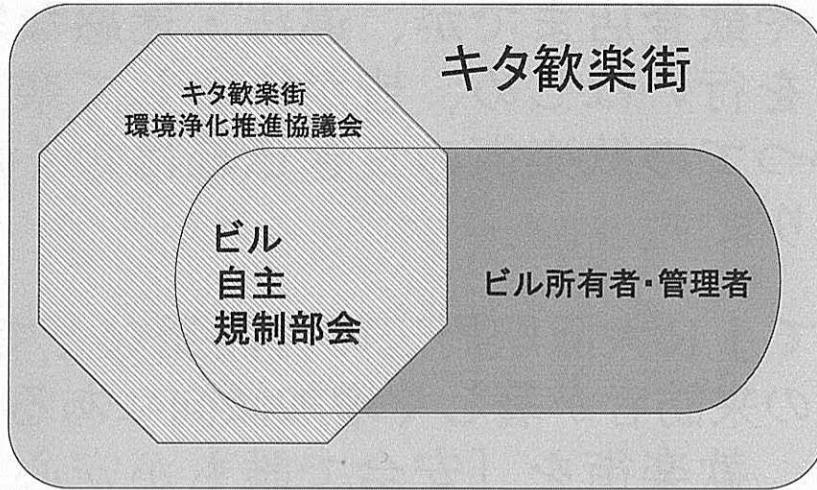 キタ歓楽街
キタ歓楽街
環境浄化推進協議会
ビル
自主
規制部会
ビル所有者・管理者